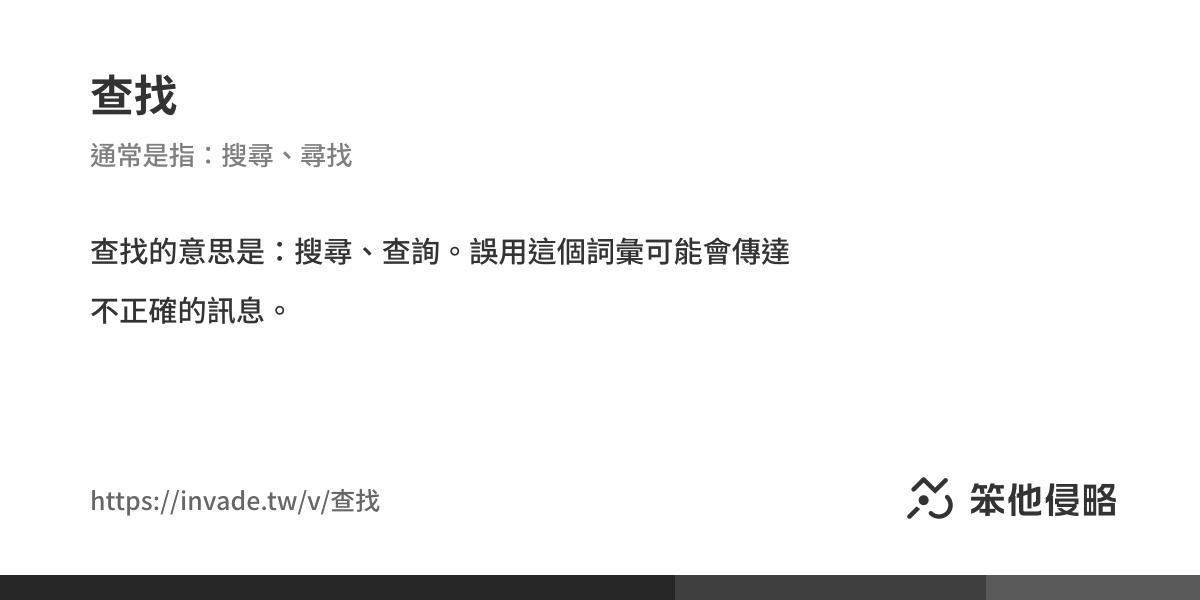 查找
通常是指：搜尋、尋找
查找的意思是：搜尋、查詢。誤用這個詞彙可能會傳達
不正確的訊息。
https://invade.tw/v/查找
笨他侵略